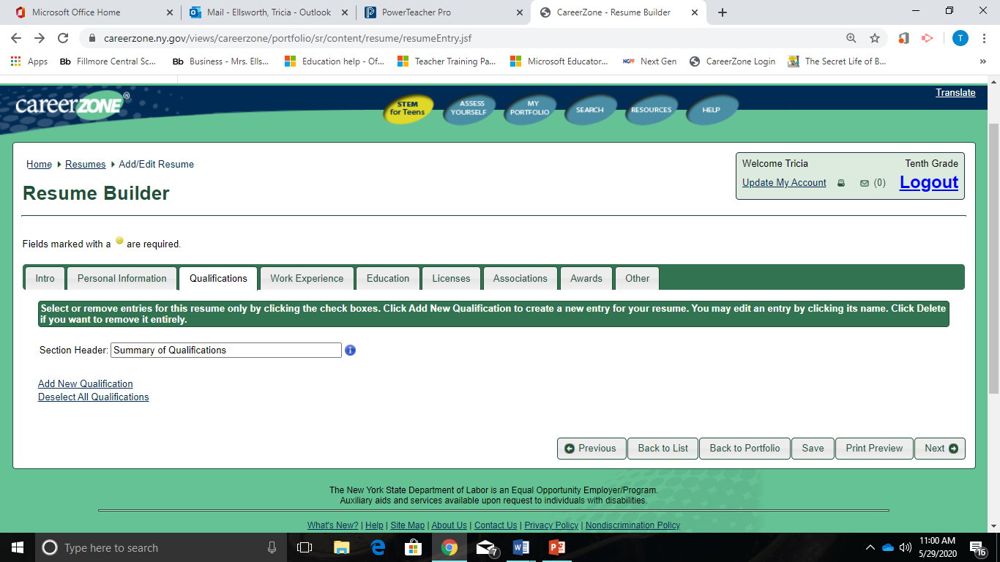 Microsoft Office Home
Mail - Ellsworth, Tricia - Outlook
PowerTeacher Pro
CareerZone - Resume Builder
careerzone.ny.gov/views/careerzone/portfolio/sr/content/resume/resumeEntry.jsf
T
Apps
Bb Fillmore Central Sc...
Bb Business - Mrs. Ells...
Education help - Of...
Teacher Training Pa...
Microsoft Educator...
NGPF Next Gen
CareerZone Login
The Secret Life of B...
»
Translate
careerZONE®
STEM for Teens
ASSESS YOURSELF
MY PORTFOLIO
SEARCH
RESOURCES
HELP
Home Resumes Add/Edit Resume
Welcome Tricia Tenth Grade
Update My Account (0) Logout
Resume Builder
Fields marked with a are required.
Intro Personal Information Qualifications Work Experience Education Licenses Associations Awards Other
Select or remove entries for this resume only by clicking the check boxes. Click Add New Qualification to create a new entry for your resume. You may edit an entry by clicking its name. Click Delete
if you want to remove it entirely.
Section Header: Summary of Qualifications
Add New Qualification
Deselect All Qualifications
Previous Back to List Back to Portfolio Save Print Preview Next
The New York State Department of Labor is an Equal Opportunity Employer/Program.
Auxiliary aids and services available upon request to individuals with disabilities.
What's New? | Help | Site Map | About Us | Contact Us | Privacy Policy | Nondiscrimination Policy
Type here to search
7
11:00 AM
5/29/2020
16